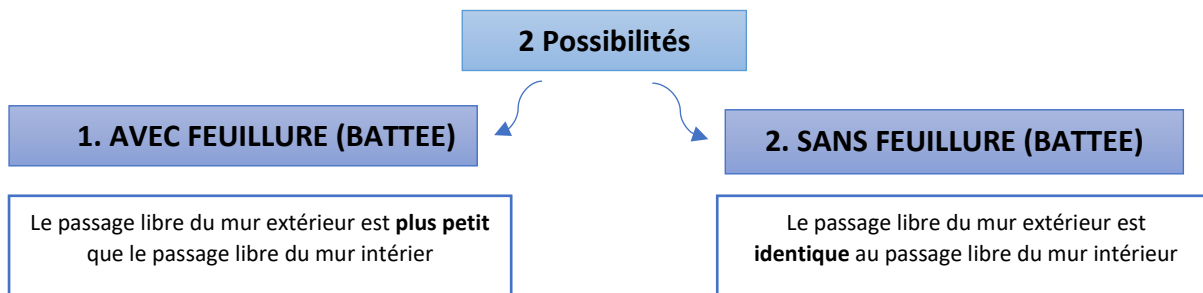 2 Possibilités
1. AVEC FEUILLURE (BATTEE)
2. SANS FEUILLURE (BATTEE)
Le passage libre du mur extérieur est plus petit
que le passage libre du mur intérier
Le passage libre du mur extérieur est
identique au passage libre du mur intérieur